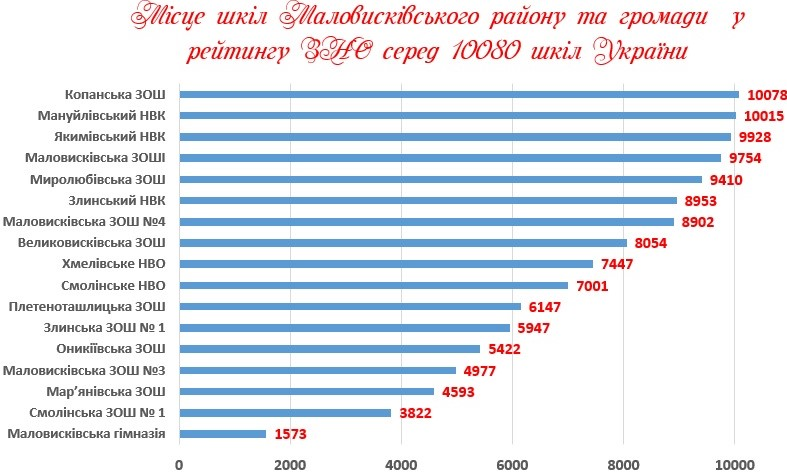 Місце шкіл Маловисківського району та громади у
рейтингу ЗНО серед 10080 шкіл України
Копанська ЗОШ 10078
Мануйлівський НВК 10015
Якимівський НВК 9928
Маловисківська ЗОШІ 9754
Миролюбівська ЗОШ 9410
Злинський НВК 8953
Маловисківська ЗОШ №4 8902
Великовисківська ЗОШ 8054
Хмелівське НВО 7447
Смолінське НВО 7001
Плетеноташлицька ЗОШ 6147
Злинська ЗОШ № 1 5947
Оникіївська ЗОШ 5422
Маловисківська ЗОШ №3 4977
Мар’янівська ЗОШ 4593
Смолінська ЗОШ № 1 3822
Маловисківська гімназія 1573
0 2000 4000 6000 8000 10000